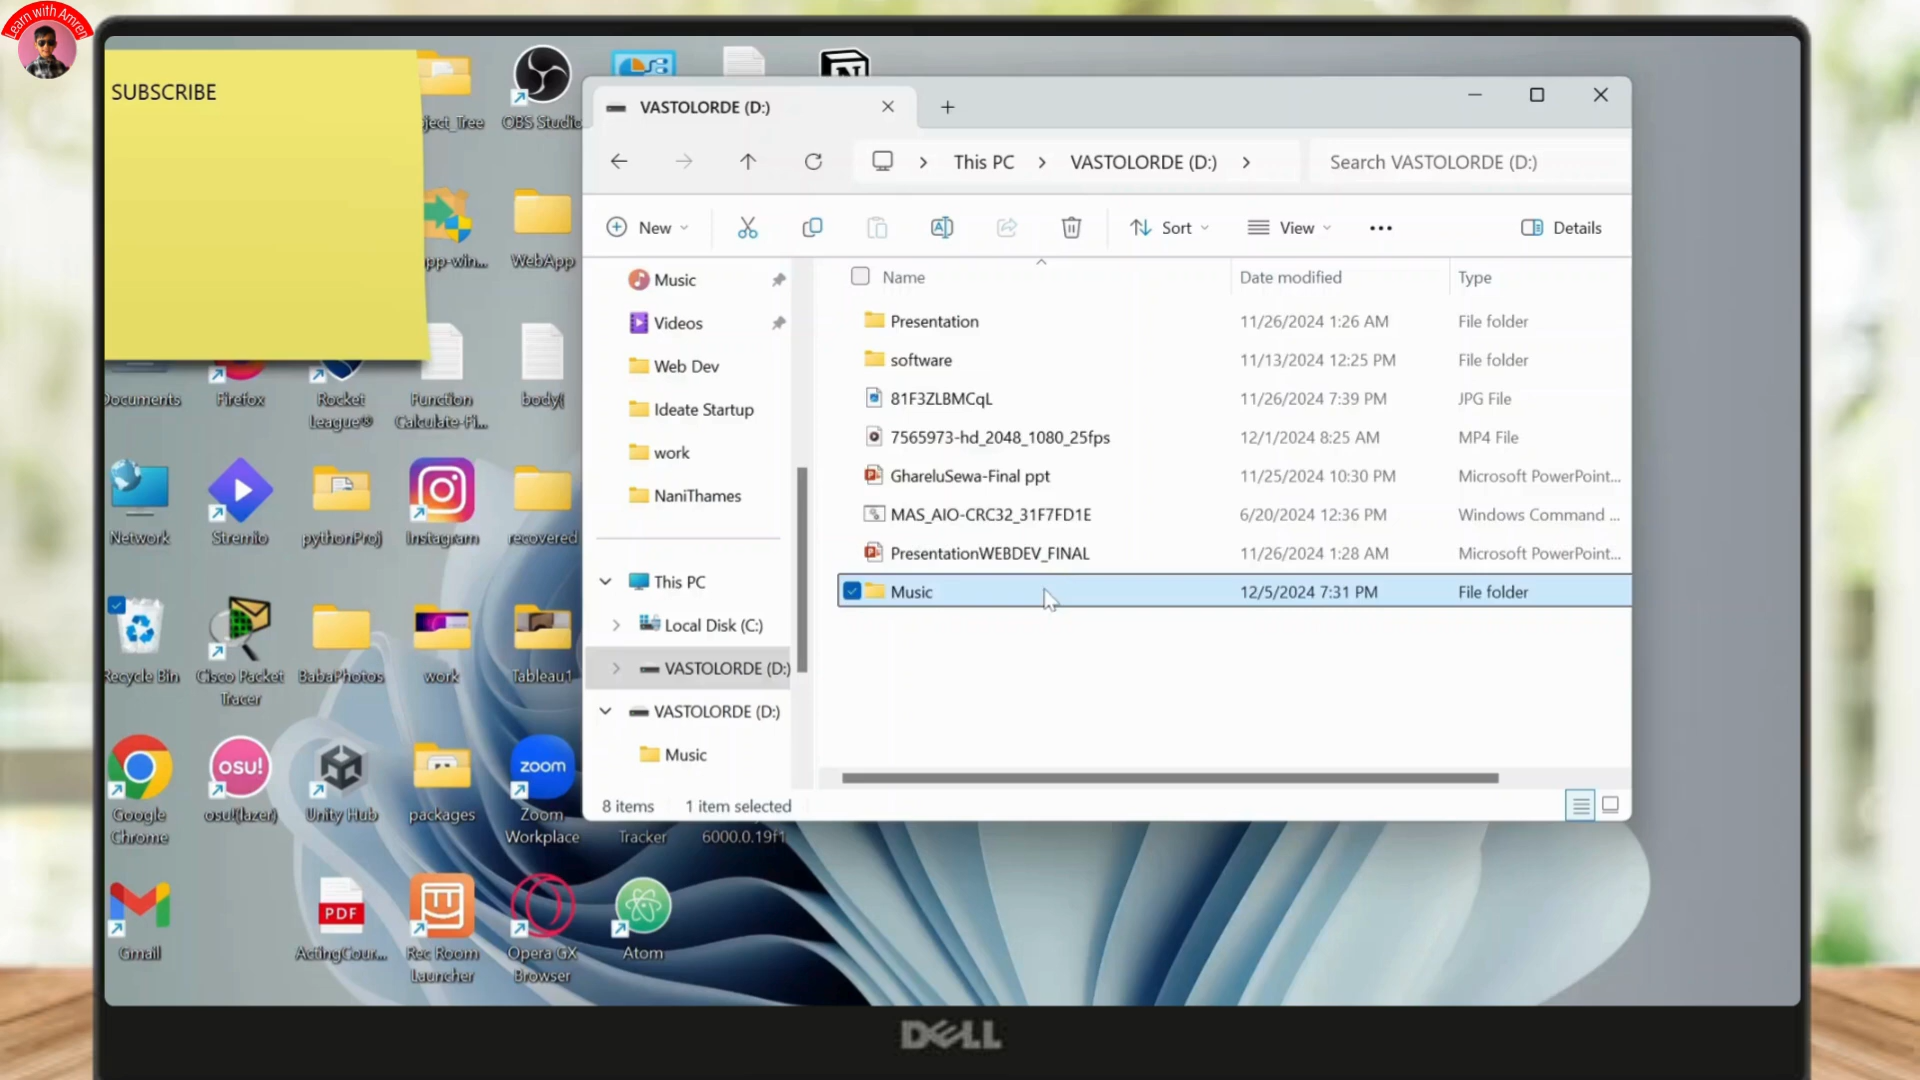 Learn with Amren
SUBSCRIBE
ject_Tree
OBS Studio
pp-win...
WebApp
Documents
Firefox
Rocket
League®
Function
Calculate-Fl...
body{
Network
Stremio
pythonProj
Instagram
recovered
Recycle Bin
Cisco Packet
Tracer
BabaPhotos
work
Tableau1
Google
Chrome
osu!
osu!(lazer)
Unity Hub
packages
zoom
Zoom
Workplace
Tracker
6000.0.19f1
Gmail
PDF
ActingCour...
Rec Room
Launcher
Opera GX
Browser
Atom
VASTOLORDE (D:)
This PC
VASTOLORDE (D:)
Search VASTOLORDE (D:)
New
Sort
View
Details
Music
Videos
Web Dev
Ideate Startup
work
NaniThames
This PC
Local Disk (C:)
VASTOLORDE (D:)
VASTOLORDE (D:)
Music
Name Date modified Type
Presentation 11/26/2024 1:26 AM File folder
software 11/13/2024 12:25 PM File folder
81F3ZLBMCqL 11/26/2024 7:39 PM JPG File
7565973-hd_2048_1080_25fps 12/1/2024 8:25 AM MP4 File
GhareluSewa-Final ppt 11/25/2024 10:30 PM Microsoft PowerPoint...
MAS_AIO-CRC32_31F7FD1E 6/20/2024 12:36 PM Windows Command ...
PresentationWEBDEV_FINAL 11/26/2024 1:28 AM Microsoft PowerPoint...
Music 12/5/2024 7:31 PM File folder
8 items 1 item selected
DELL